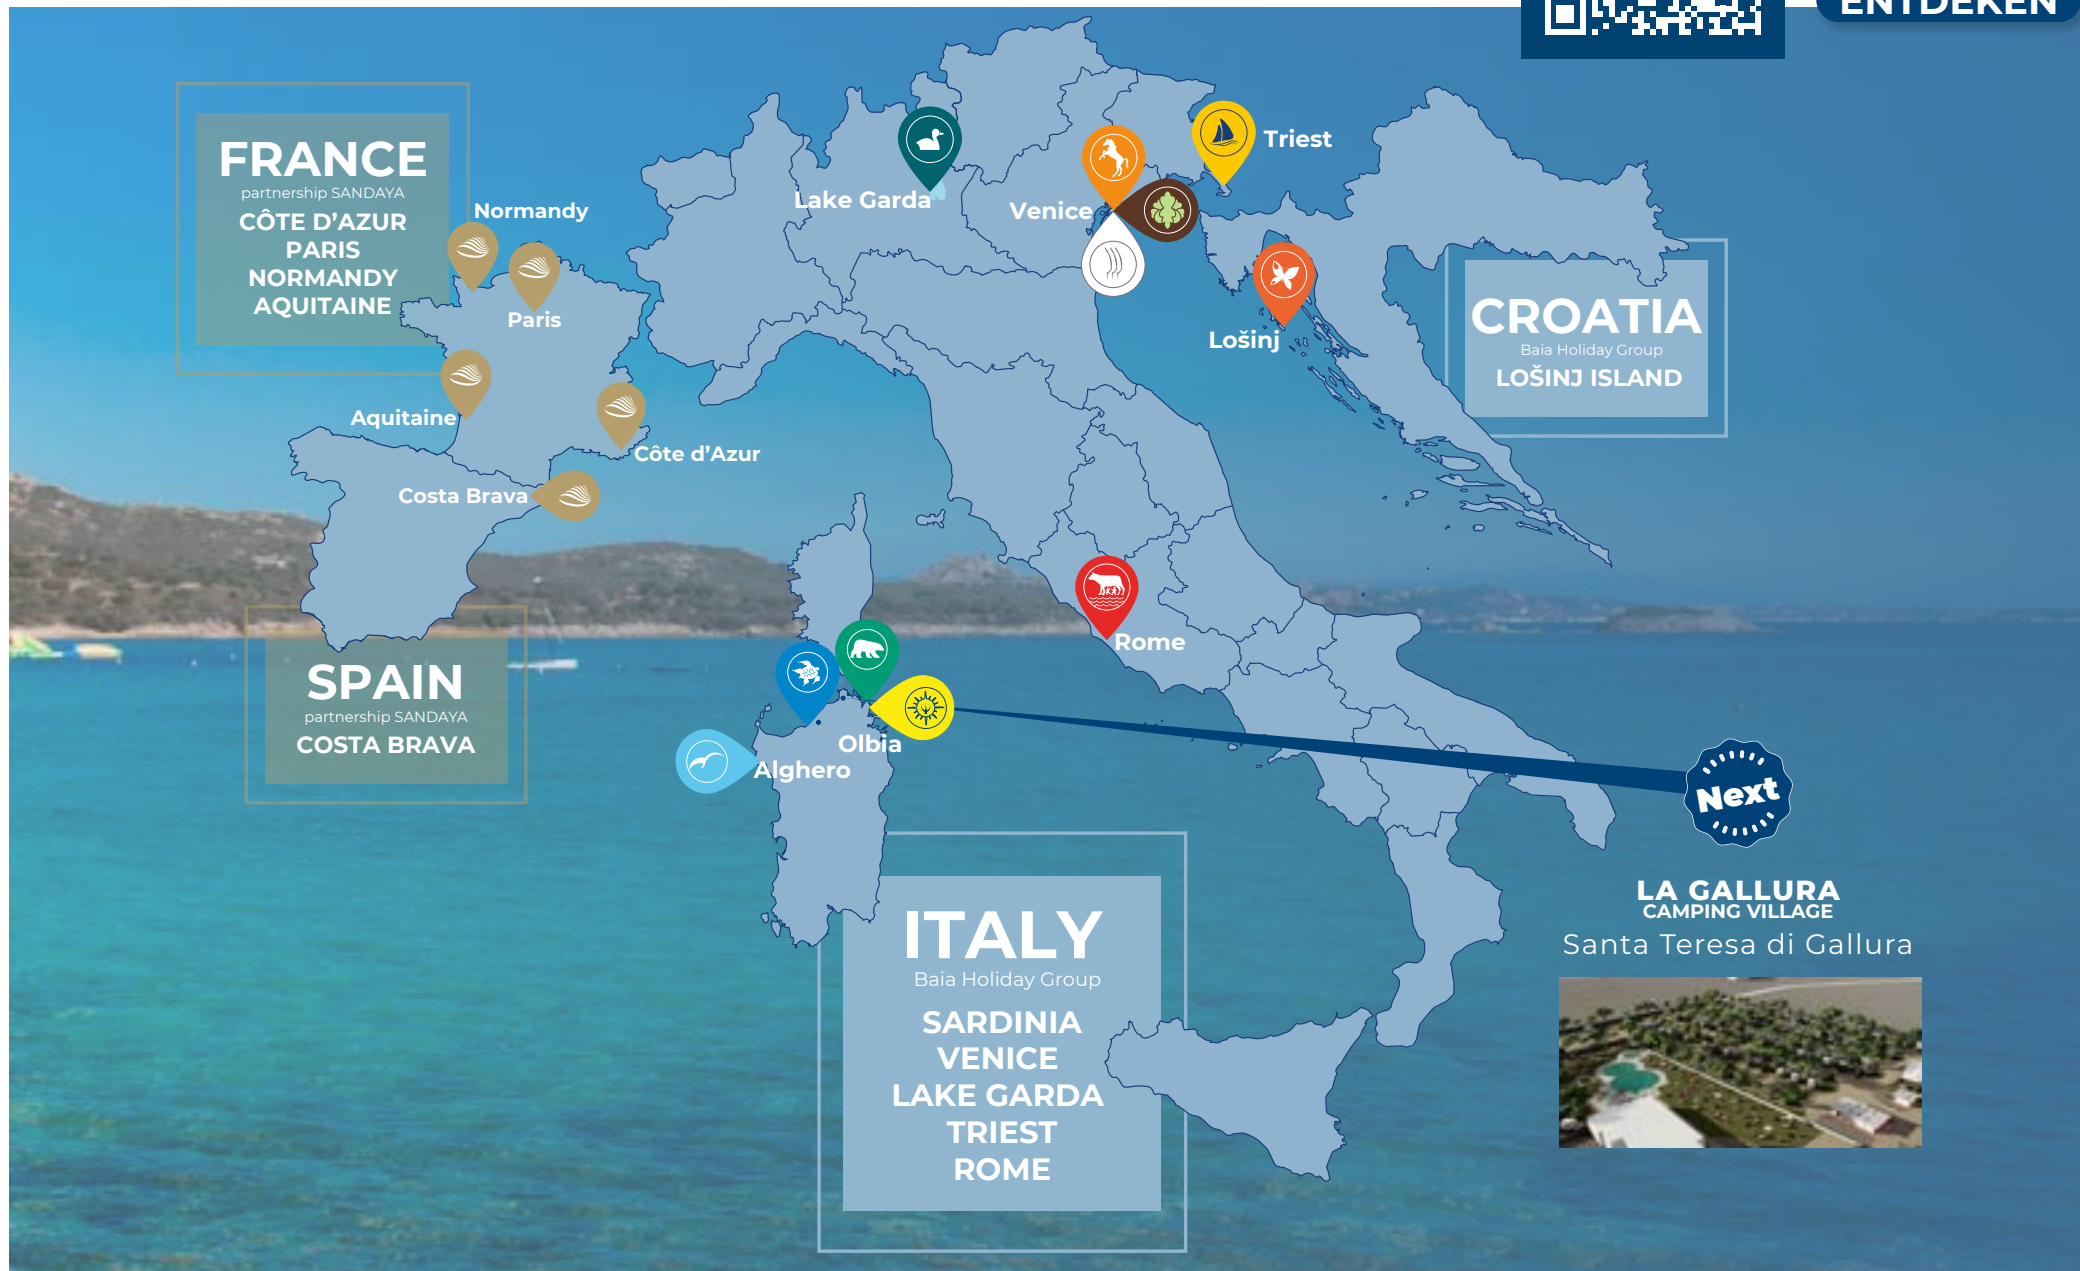 ENTDEKEN
FRANCE
partnership SANDAYA
CÔTE D'AZUR
PARIS
NORMANDY
AQUITAINE
Normandy
Paris
Aquitaine
Côte d'Azur
Costa Brava
Lake Garda
Venice
Triest
Lošinj
CROATIA
Baia Holiday Group
LOŠINJ ISLAND
SPAIN
partnership SANDAYA
COSTA BRAVA
Rome
Olbia
Alghero
Next
LA GALLURA
CAMPING VILLAGE
Santa Teresa di Gallura
ITALY
Baia Holiday Group
SARDINIA
VENICE
LAKE GARDA
TRIEST
ROME